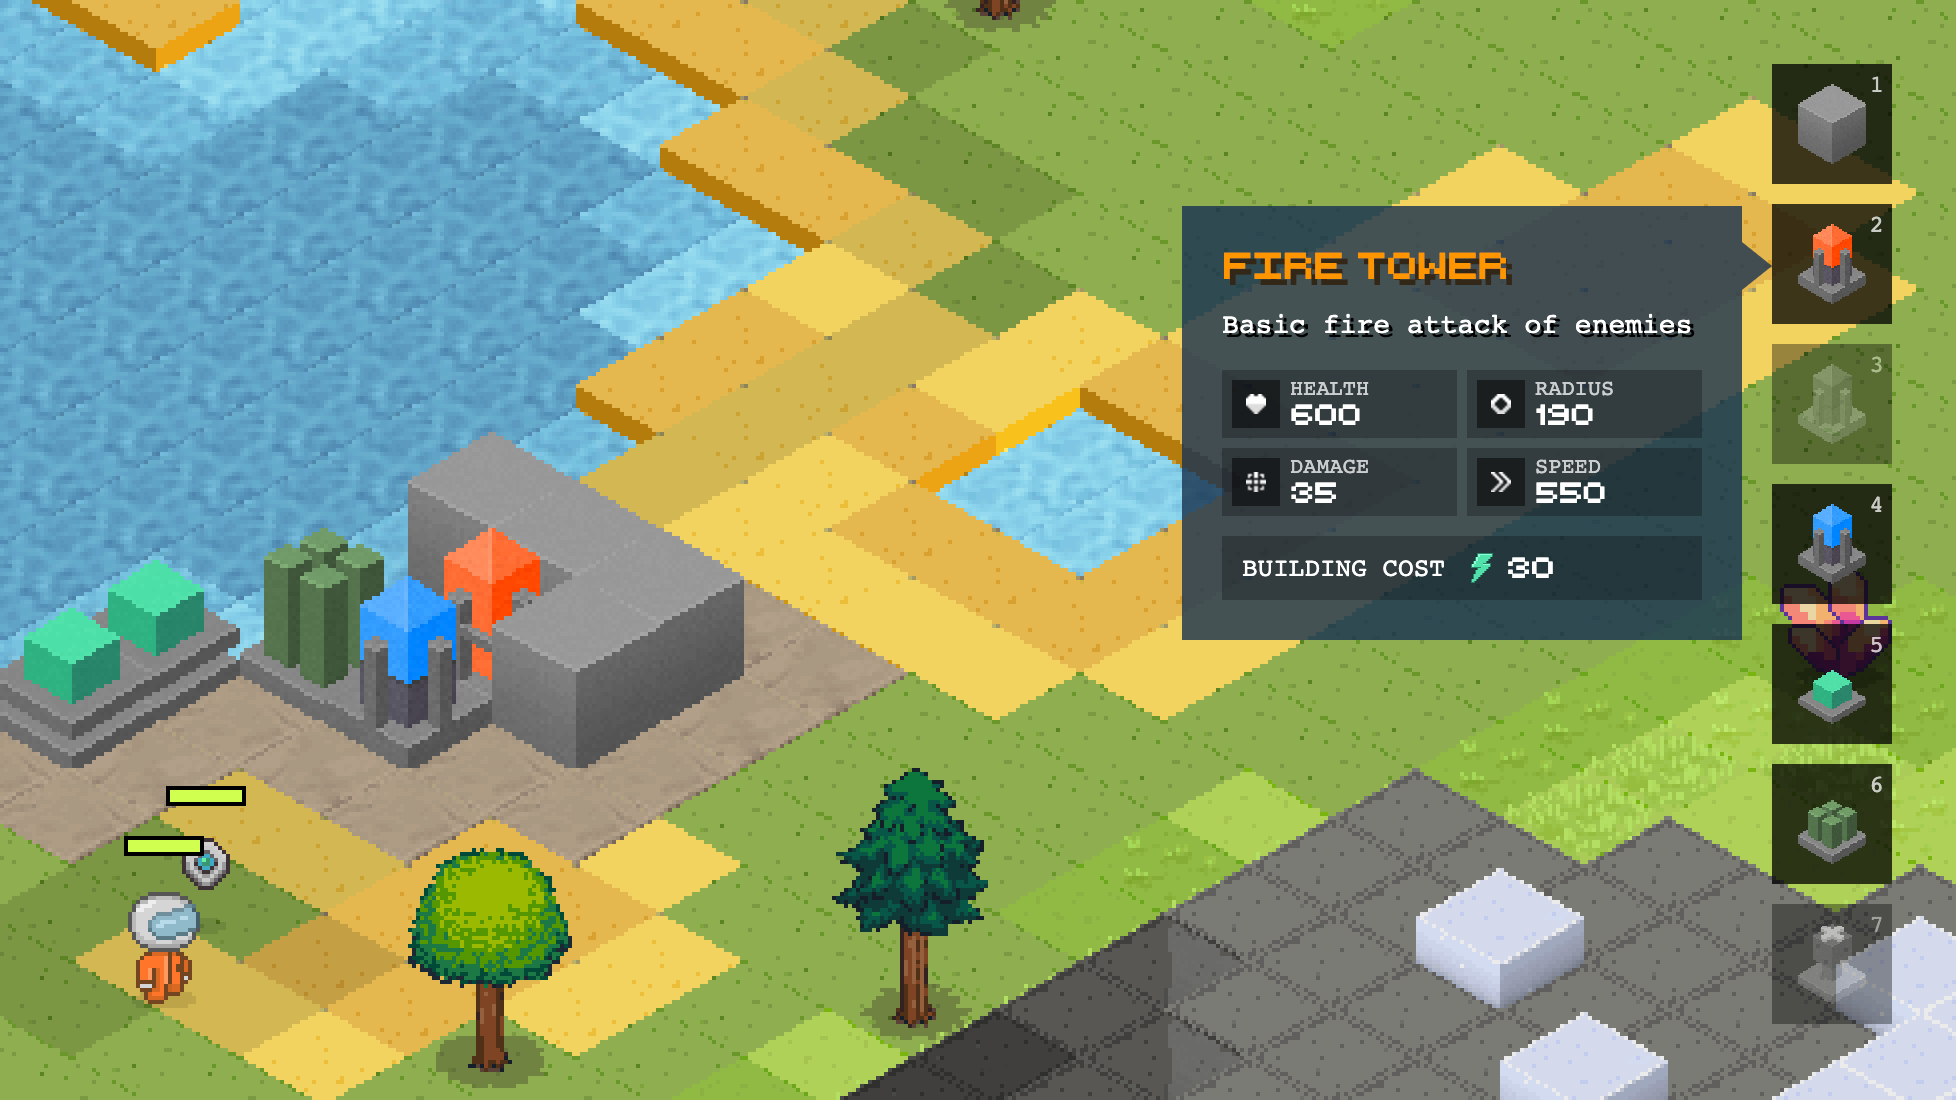 1
2
FIRE TOWER
Basic fire attack of enemies
3
HEALTH
600
RADIUS
190
DAMAGE
35
SPEED
550
4
BUILDING COST 30
5
6
7